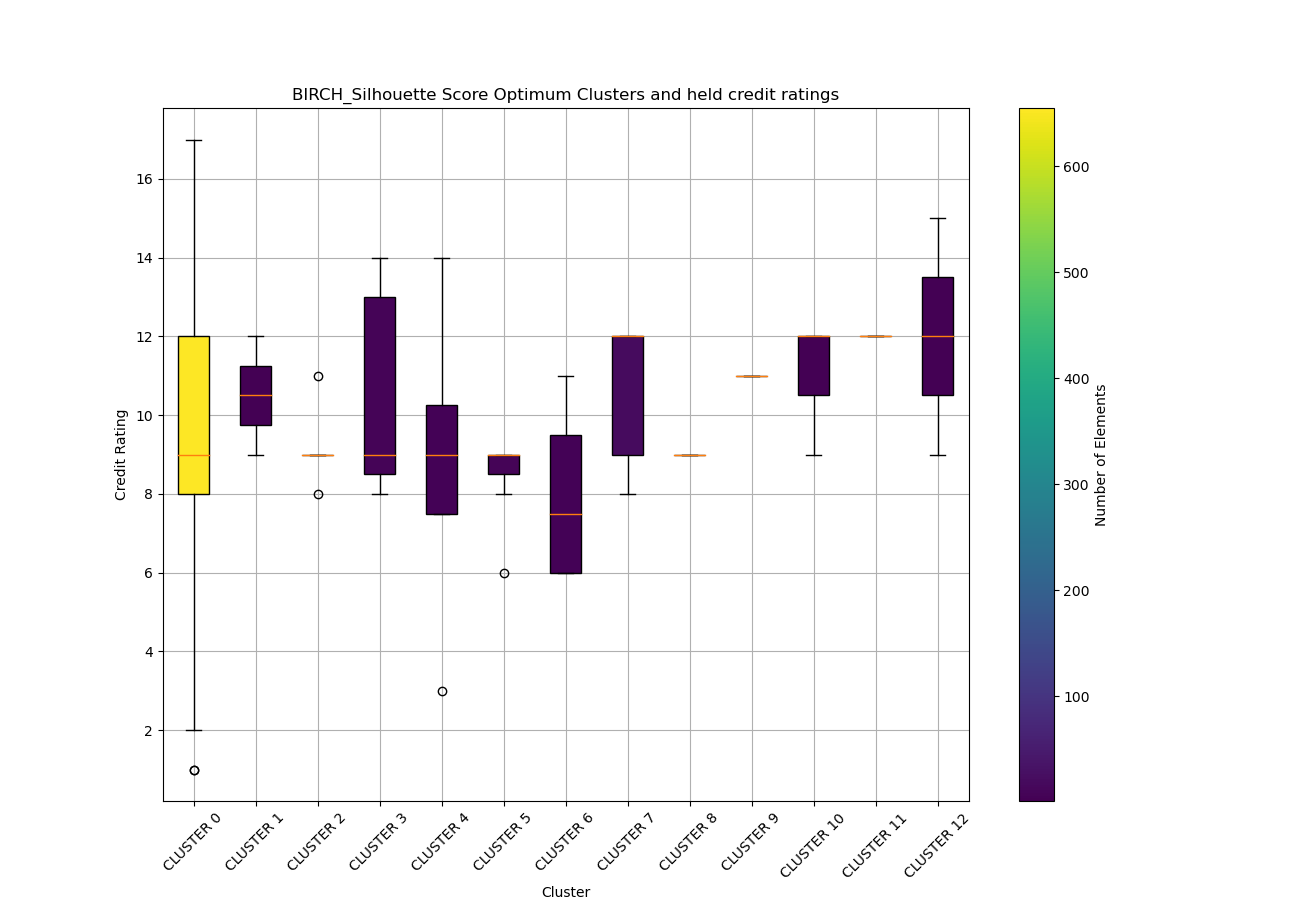 BIRCH_Silhouette Score Optimum Clusters and held credit ratings
16
14
12
10
8
6
4
2
Credit Rating
CLUSTER 0
CLUSTER 1
CLUSTER 2
CLUSTER 3
CLUSTER 4
CLUSTER 5
CLUSTER 6
CLUSTER 7
CLUSTER 8
CLUSTER 9
CLUSTER 10
CLUSTER 11
CLUSTER 12
Cluster
600
500
400
300
200
100
Number of Elements